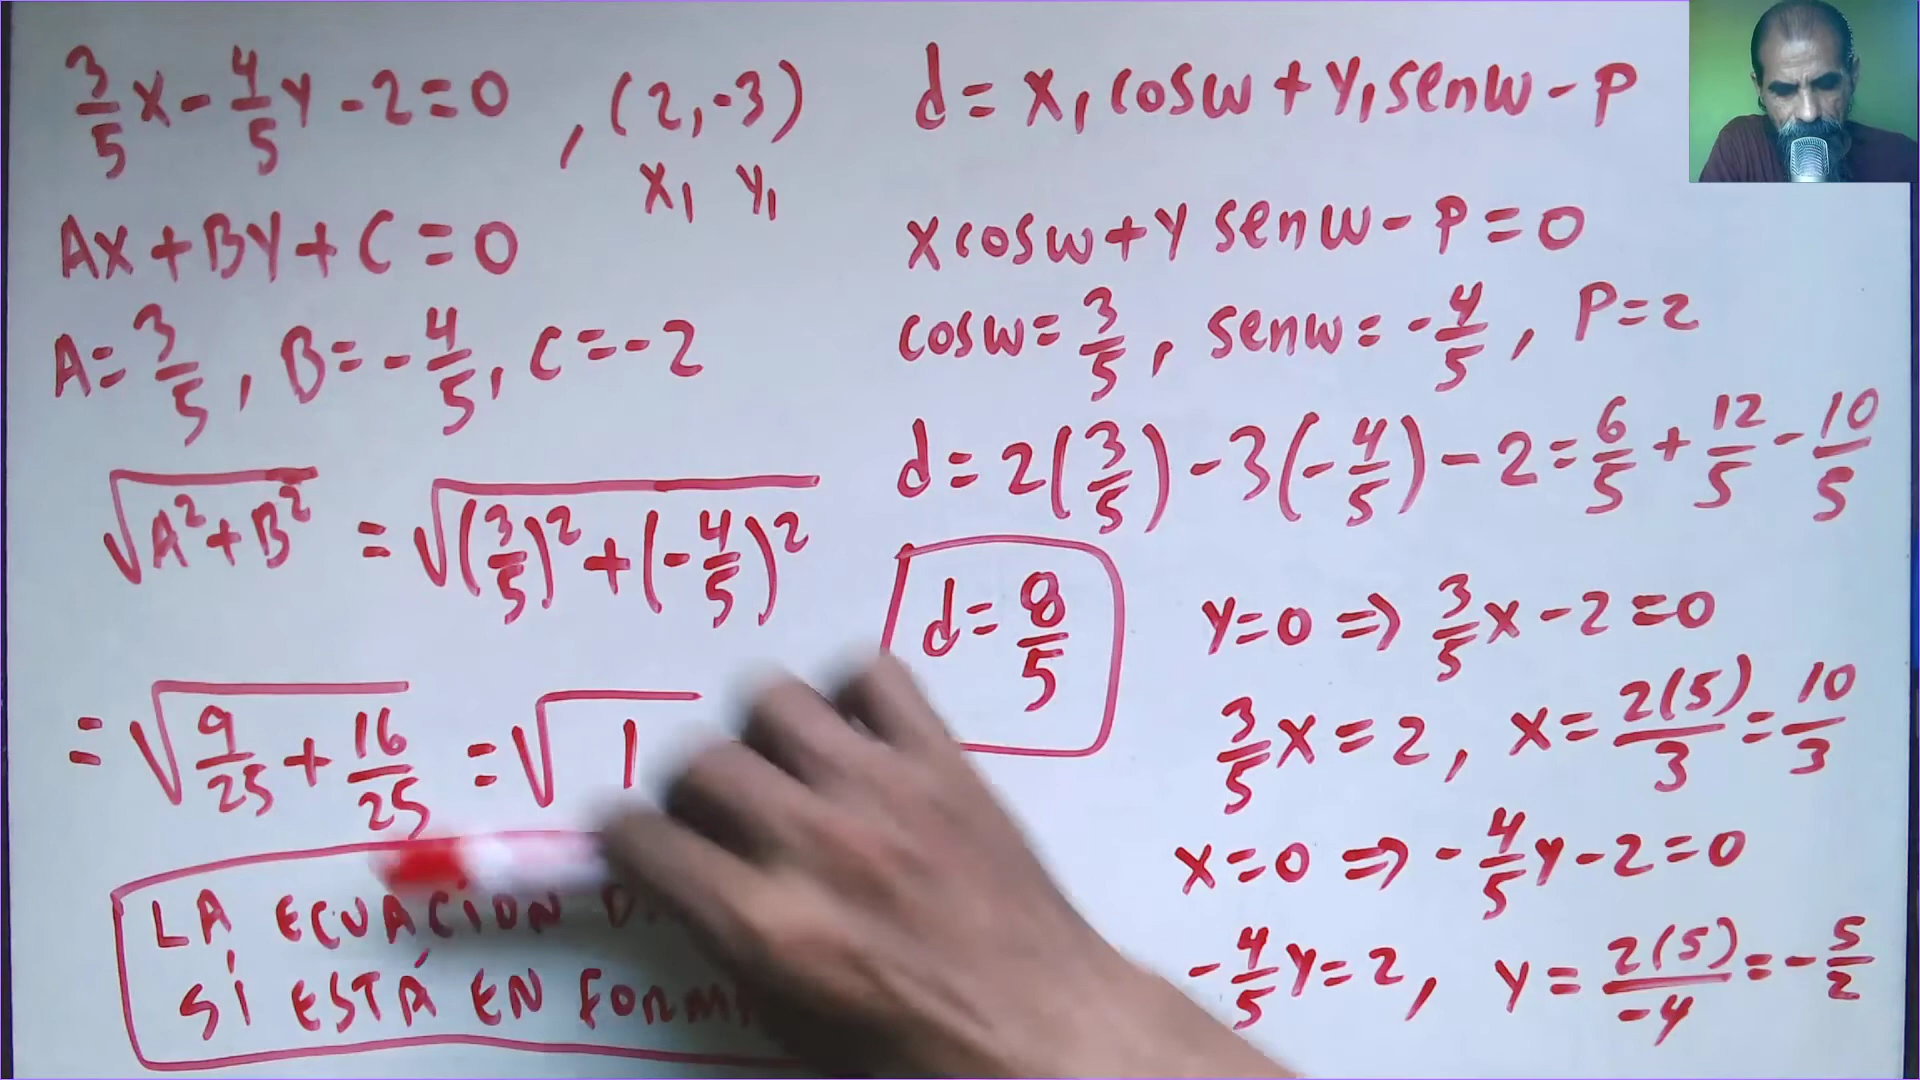 3/5 x - 4/5 y - 2 = 0 , (2, -3)
x₁ y₁
Ax + By + C = 0
A = 3/5 , B = - 4/5 , C = -2
√(A² + B²) = √((3/5)² + (-4/5)²)
= √(9/25 + 16/25) = √1
LA ECUACIÓN
SÍ ESTÁ EN
d = x₁ cosw + y₁ senw - p
x cosw + y senw - p = 0
cosw = 3/5 , senw = - 4/5 , P = 2
d = 2(3/5) - 3(-4/5) - 2 = 6/5 + 12/5 - 10/5
d = 8/5
y = 0 ⇒ 3/5 x - 2 = 0
3/5 x = 2 , x = 2(5)/3 = 10/3
x = 0 ⇒ - 4/5 y - 2 = 0
- 4/5 y = 2 , y = 2(5)/-4 = - 5/2